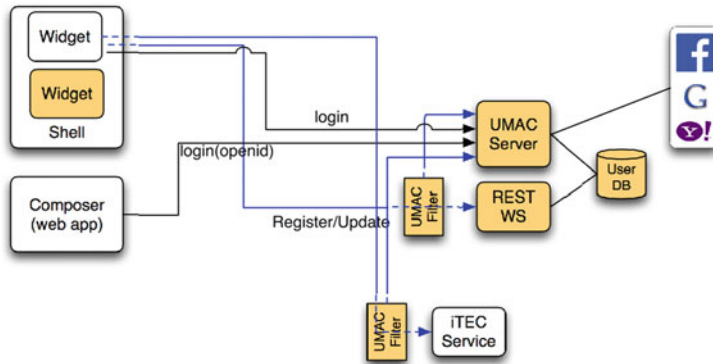 Widget
Widget
Shell
Composer
(web app)
login
login(openid)
Register/Update
UMAC
Filter
UMAC
Filter
UMAC
Server
REST
WS
iTEC
Service
User
DB
f
G
Y!